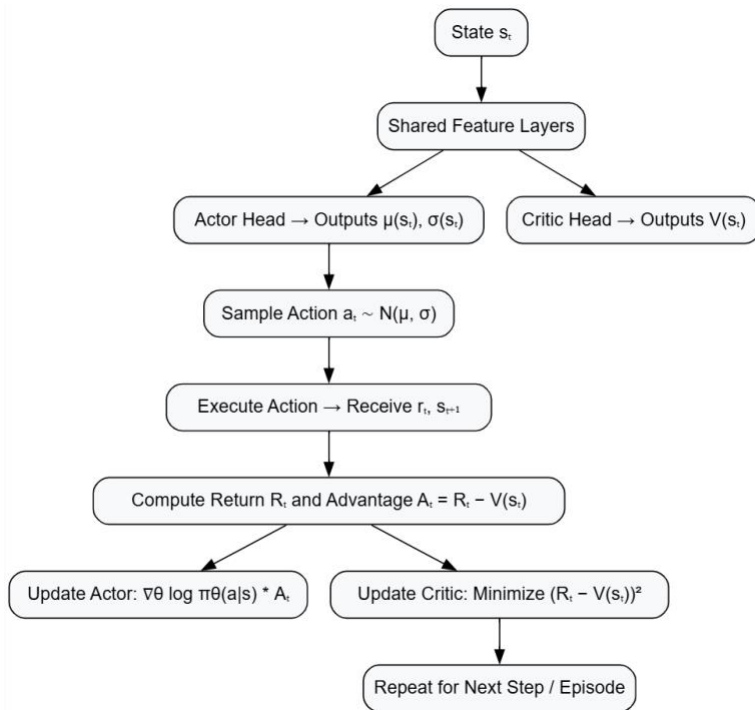 State sₜ
Shared Feature Layers
Actor Head → Outputs μ(sₜ), σ(sₜ)
Critic Head → Outputs V(sₜ)
Sample Action aₜ ~ N(μ, σ)
Execute Action → Receive rₜ, sₜ₊₁
Compute Return Rₜ and Advantage Aₜ = Rₜ − V(sₜ)
Update Actor: ∇θ log πθ(a|s) * Aₜ
Update Critic: Minimize (Rₜ − V(sₜ))²
Repeat for Next Step / Episode